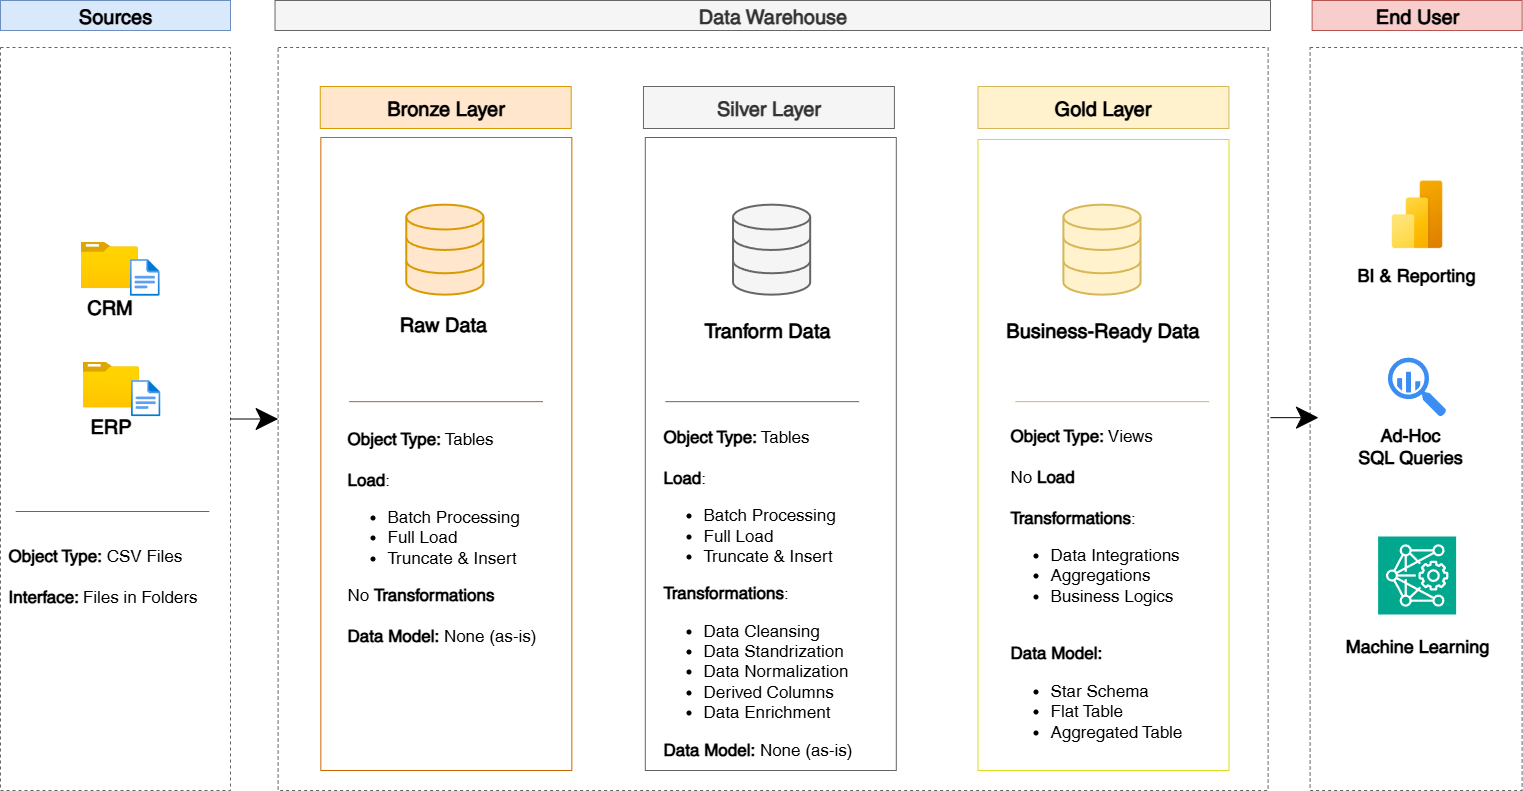 Sources
Data Warehouse
End User
CRM
ERP
Object Type: CSV Files
Interface: Files in Folders
Bronze Layer
Raw Data
Object Type: Tables
Load:
Batch Processing
Full Load
Truncate & Insert
No Transformations
Data Model: None (as-is)
Silver Layer
Tranform Data
Object Type: Tables
Load:
Batch Processing
Full Load
Truncate & Insert
Transformations:
Data Cleansing
Data Standrization
Data Normalization
Derived Columns
Data Enrichment
Data Model: None (as-is)
Gold Layer
Business-Ready Data
Object Type: Views
No Load
Transformations:
Data Integrations
Aggregations
Business Logics
Data Model:
Star Schema
Flat Table
Aggregated Table
BI & Reporting
Ad-Hoc
SQL Queries
Machine Learning